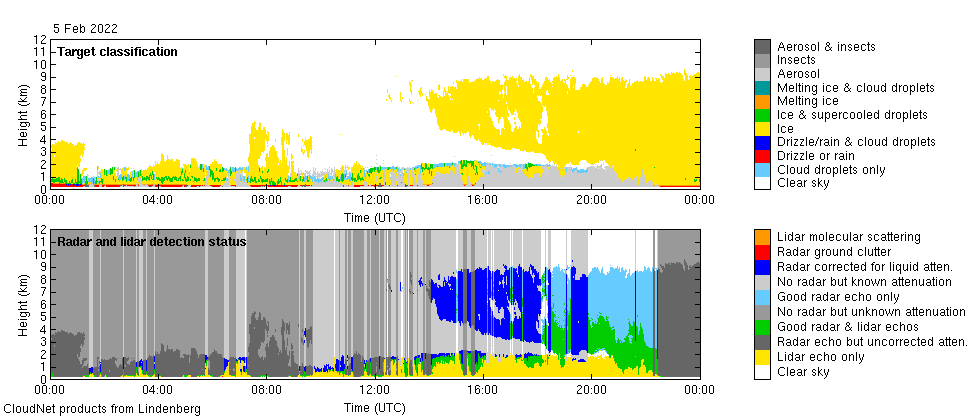 5 Feb 2022
Target classification
12
11
10
9
8
7
6
5
4
3
2
1
0
Height (km)
00:00 04:00 08:00 12:00 16:00 20:00 00:00
Time (UTC)
Aerosol & insects
Insects
Aerosol
Melting ice & cloud droplets
Melting ice
Ice & supercooled droplets
Ice
Drizzle/rain & cloud droplets
Drizzle or rain
Cloud droplets only
Clear sky
Radar and lidar detection status
12
11
10
9
8
7
6
5
4
3
2
1
0
Height (km)
00:00 04:00 08:00 12:00 16:00 20:00 00:00
Time (UTC)
Lidar molecular scattering
Radar ground clutter
Radar corrected for liquid atten.
No radar but known attenuation
Good radar echo only
No radar but unknown attenuation
Good radar & lidar echos
Radar echo but uncorrected atten.
Lidar echo only
Clear sky
CloudNet products from Lindenberg